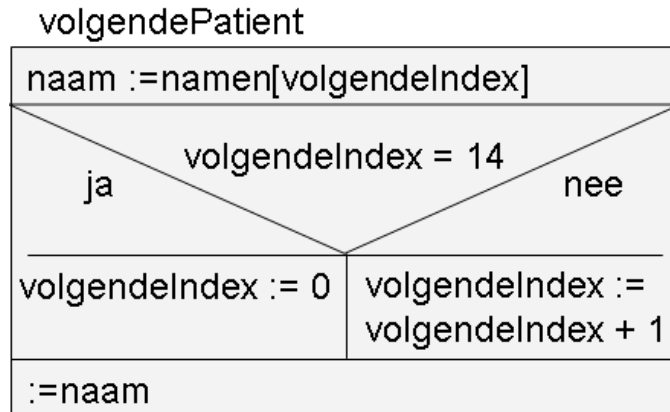 volgendePatient
naam :=namen[volgendeIndex]
volgendeIndex = 14
ja
nee
volgendeIndex := 0
volgendeIndex :=
volgendeIndex + 1
:=naam